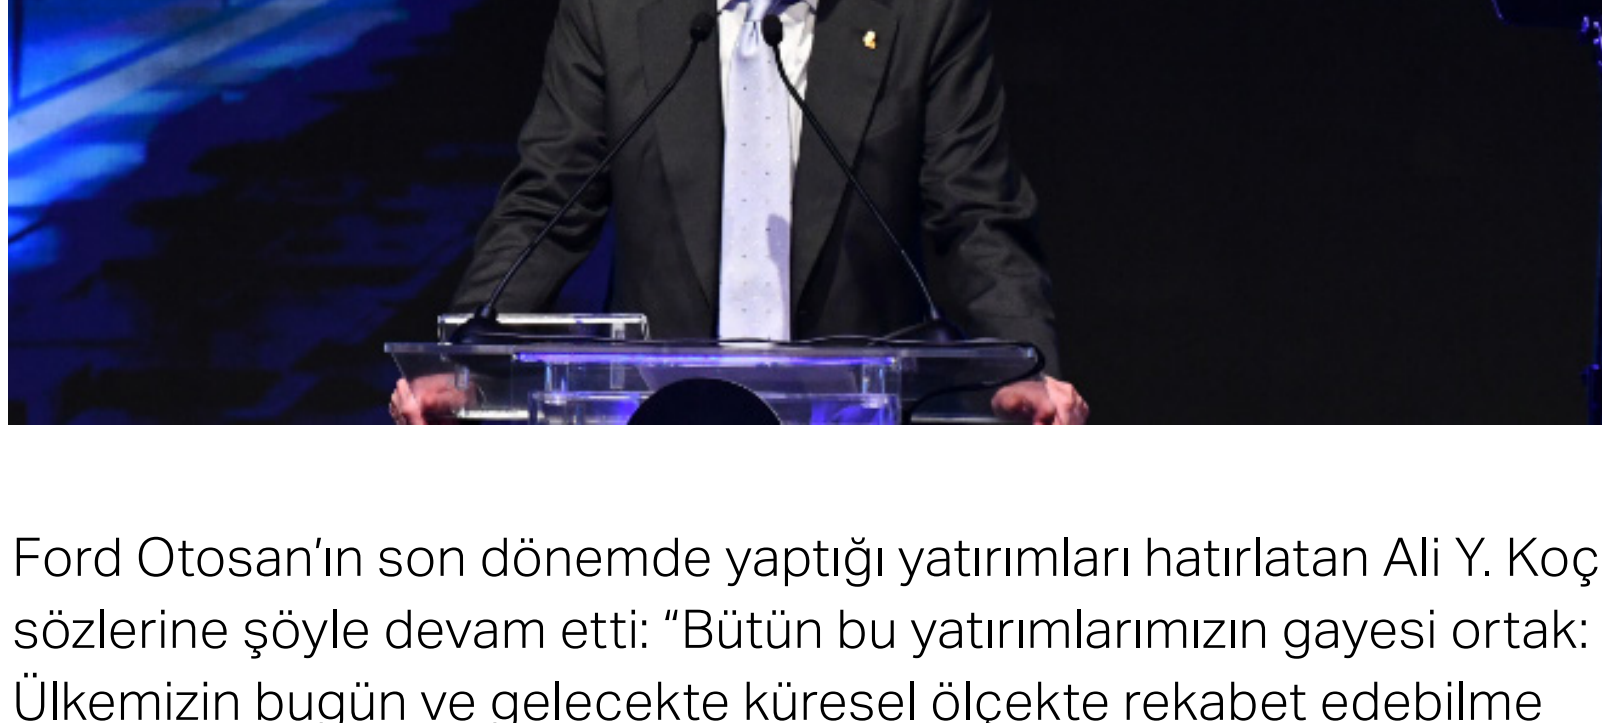 Ford Otosan’ın son dönemde yaptığı yatırımları hatırlatan Ali Y. Koç
sözlerine şöyle devam etti: “Bütün bu yatırımlarımızın gayesi ortak:
Ülkemizin bugün ve gelecekte küresel ölçekte rekabet edebilme